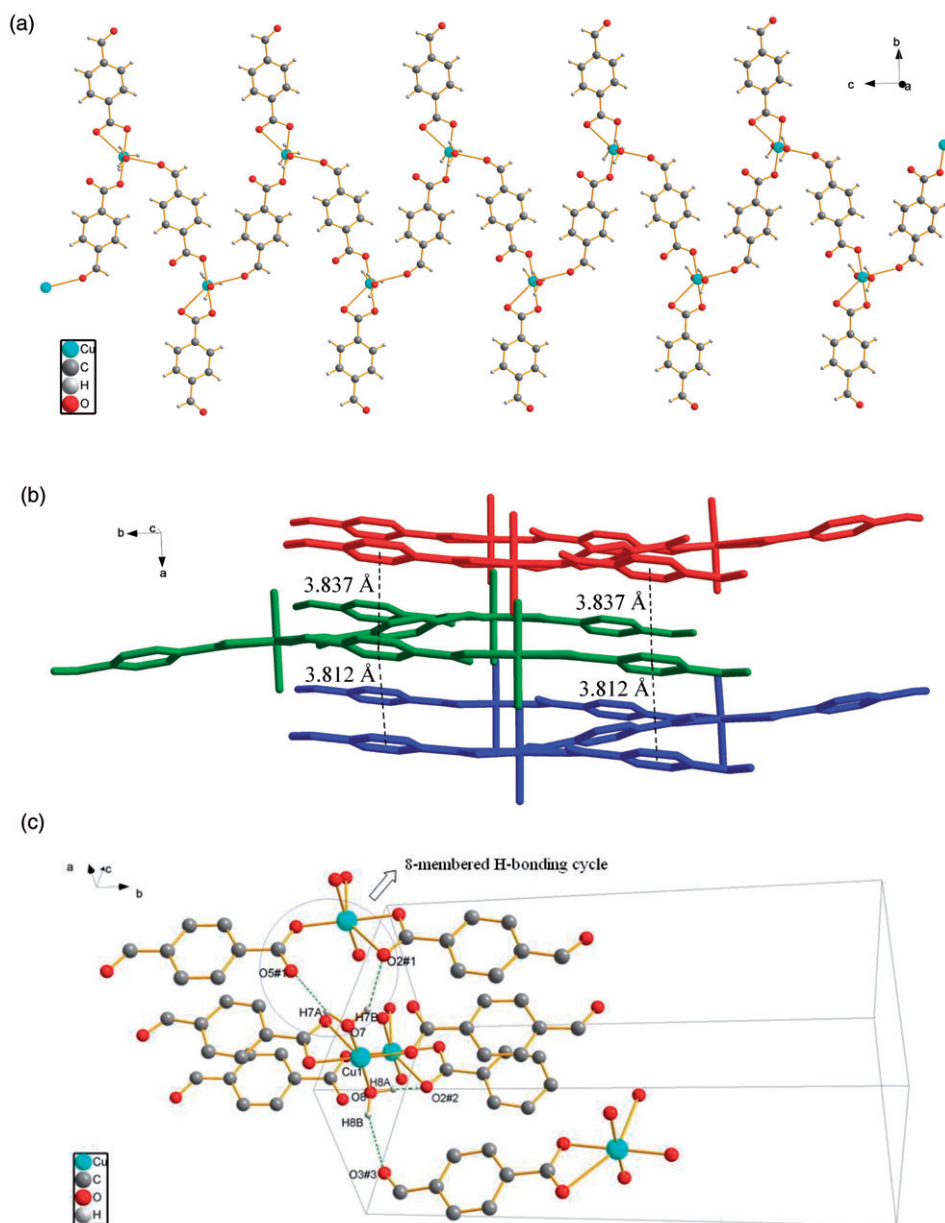 (a)
b
c
a
Cu
C
H
O
(b)
b
c
a
3.837 Å
3.837 Å
3.812 Å
3.812 Å
(c)
a
c
b
8-membered H-bonding cycle
O5#1
O2#1
H7A
H7B
O7
Cu1
H8A
O8
O2#2
H8B
O3#3
Cu
C
O
H